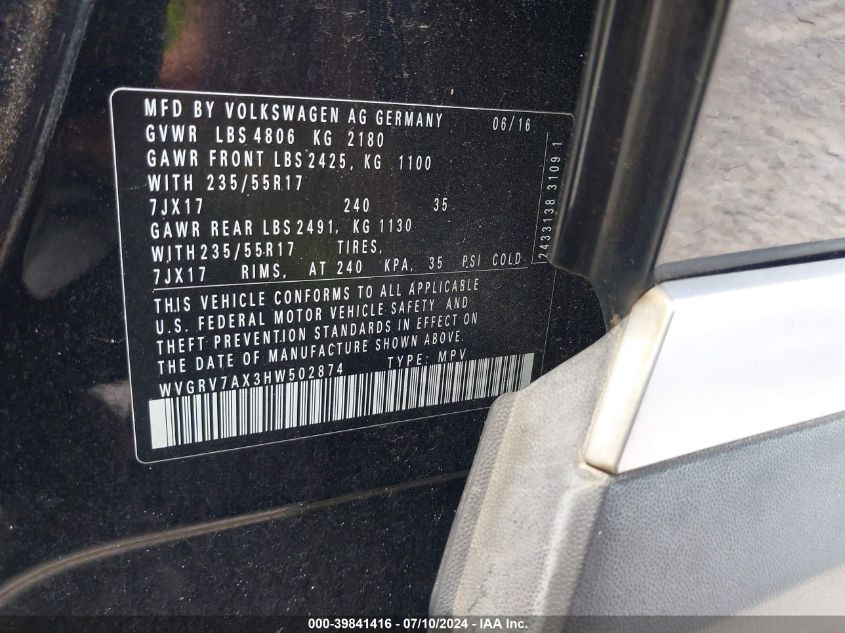 MFD BY VOLKSWAGEN AG GERMANY 06/16
GVWR LBS 4806 KG 2180
GAWR FRONT LBS 2425, KG 1100
WITH 235/55R17
7JX17 240 35
GAWR REAR LBS 2491, KG 1130
WITH 235/55R17 TIRES,
7JX17 RIMS, AT 240 KPA, 35 PSI COLD
THIS VEHICLE CONFORMS TO ALL APPLICABLE
U.S. FEDERAL MOTOR VEHICLE SAFETY AND
THEFT PREVENTION STANDARDS IN EFFECT ON
THE DATE OF MANUFACTURE SHOWN ABOVE.
WVGRV7AX3HW502874 TYPE: MPV
2433138 3109 1
000-39841416 - 07/10/2024 - IAA Inc.